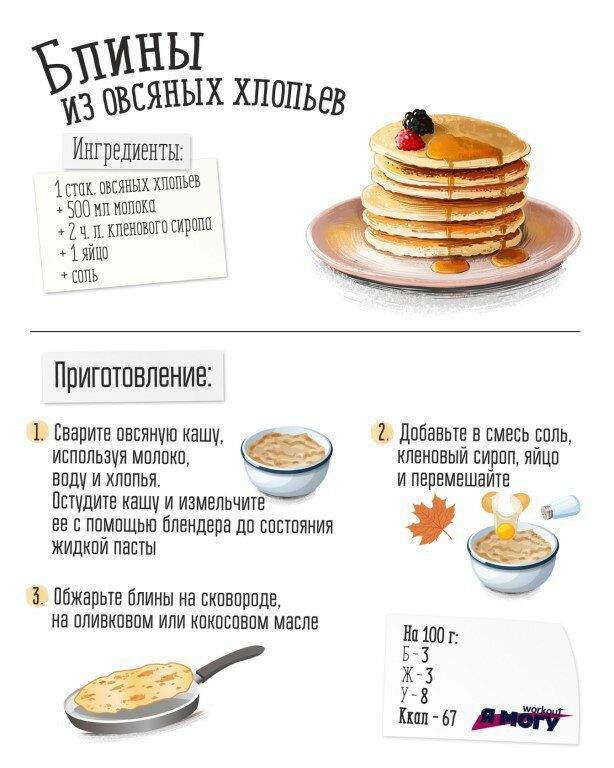 Блины
из овсяных хлопьев
Ингредиенты:
1 стак. овсяных хлопьев
+ 500 мл молока
+ 2 ч. л. кленового сиропа
+ 1 яйцо
+ соль
Приготовление:
1. Сварите овсяную кашу,
используя молоко,
воду и хлопья.
Остудите кашу и измельчите
ее с помощью блендера до состояния
жидкой пасты
2. Добавьте в смесь соль,
кленовый сироп, яйцо
и перемешайте
3. Обжарьте блины на сковороде,
на оливковом или кокосовом масле
На 100 г:
Б - 3
Ж - 3
У - 8
Ккал - 67
workout
Я МОГУ